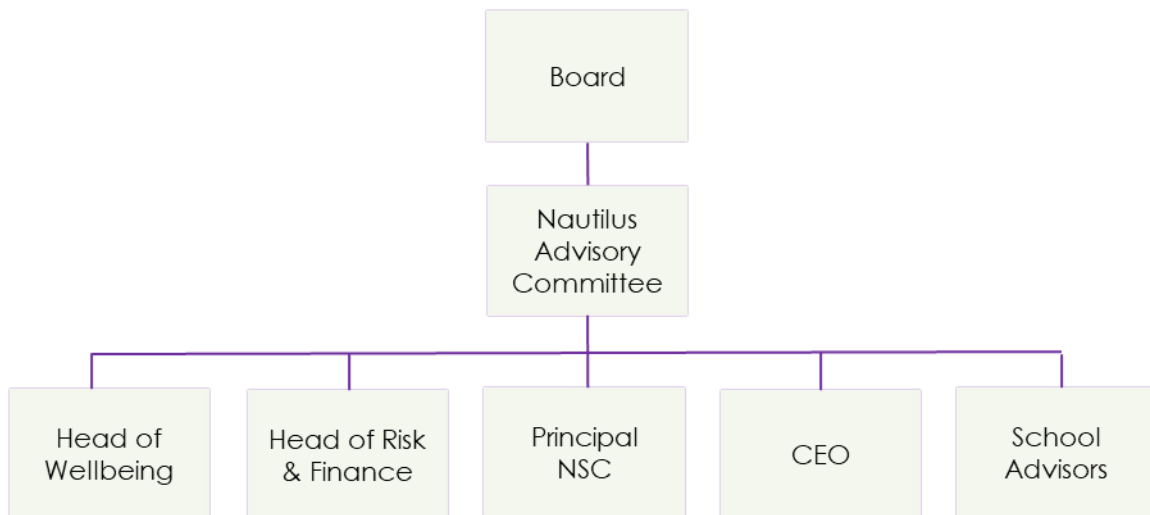 Board
Nautilus
Advisory
Committee
Head of
Wellbeing
Head of Risk
& Finance
Principal
NSC
CEO
School
Advisors